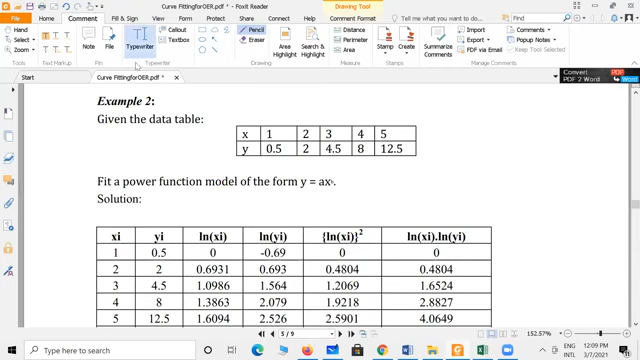 Curve FittingforOER.pdf * - Foxit Reader
Drawing Tool
File
Home
Comment
Fill & Sign
View
Form
Protect
Share
Help
Comment Format
Tell me what you want to do...
Hand
Select
Zoom
Tools
Text Markup
Note
File
Pin
Typewriter
Callout
Textbox
Typewriter
Drawing
Pencil
Eraser
Area Highlight
Search & Highlight
Distance
Perimeter
Area
Measure
Stamp
Create
Stamps
Summarize Comments
Import
Export
FDF via Email
Comments
Popup Notes
Keep Tool Selected
Manage Comments
Start
Curve FittingforOER.pdf *
Convert PDF
PDF 2 Word → Word
Example 2:
Given the data table:
x 1 2 3 4 5
y 0.5 2 4.5 8 12.5
Fit a power function model of the form y = axᵇ.
Solution:
xi yi ln(xi) ln(yi) {ln(xi)}² ln(xi).ln(yi)
1 0.5 0 -0.69 0 0
2 2 0.6931 0.693 0.4804 0.4804
3 4.5 1.0986 1.564 1.2069 1.6524
4 8 1.3863 2.079 1.9218 2.8827
5 12.5 1.6094 2.526 2.5901 4.0649
5 / 9
152.57%
Type here to search
ENG
INTL
12:09 PM
3/7/2021